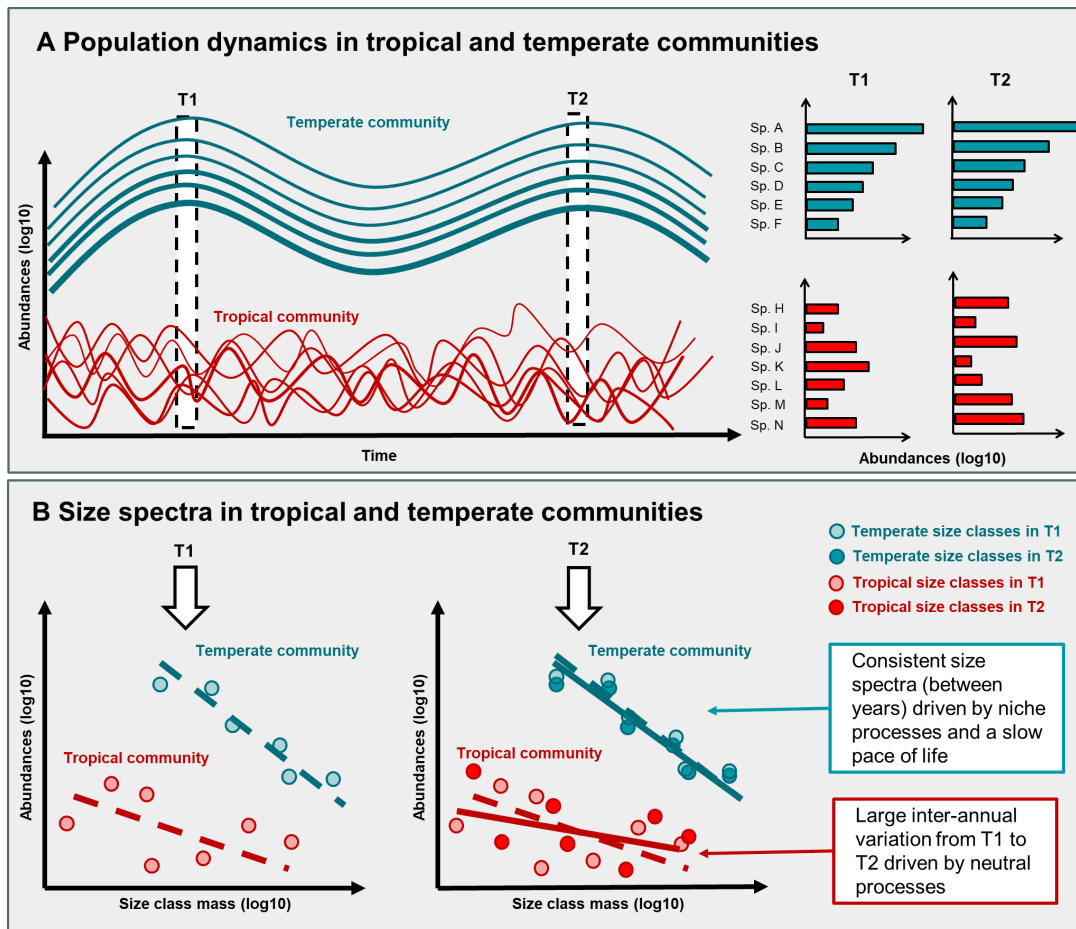 A Population dynamics in tropical and temperate communities
T1
T2
Temperate community
Tropical community
Abundances (log10)
Time
T1
T2
Sp. A
Sp. B
Sp. C
Sp. D
Sp. E
Sp. F
Sp. H
Sp. I
Sp. J
Sp. K
Sp. L
Sp. M
Sp. N
Abundances (log10)
B Size spectra in tropical and temperate communities
T1
Temperate community
Tropical community
Abundances (log10)
Size class mass (log10)
T2
Temperate community
Tropical community
Abundances (log10)
Size class mass (log10)
Temperate size classes in T1
Temperate size classes in T2
Tropical size classes in T1
Tropical size classes in T2
Consistent size
spectra (between
years) driven by niche
processes and a slow
pace of life
Large inter-annual
variation from T1 to
T2 driven by neutral
processes